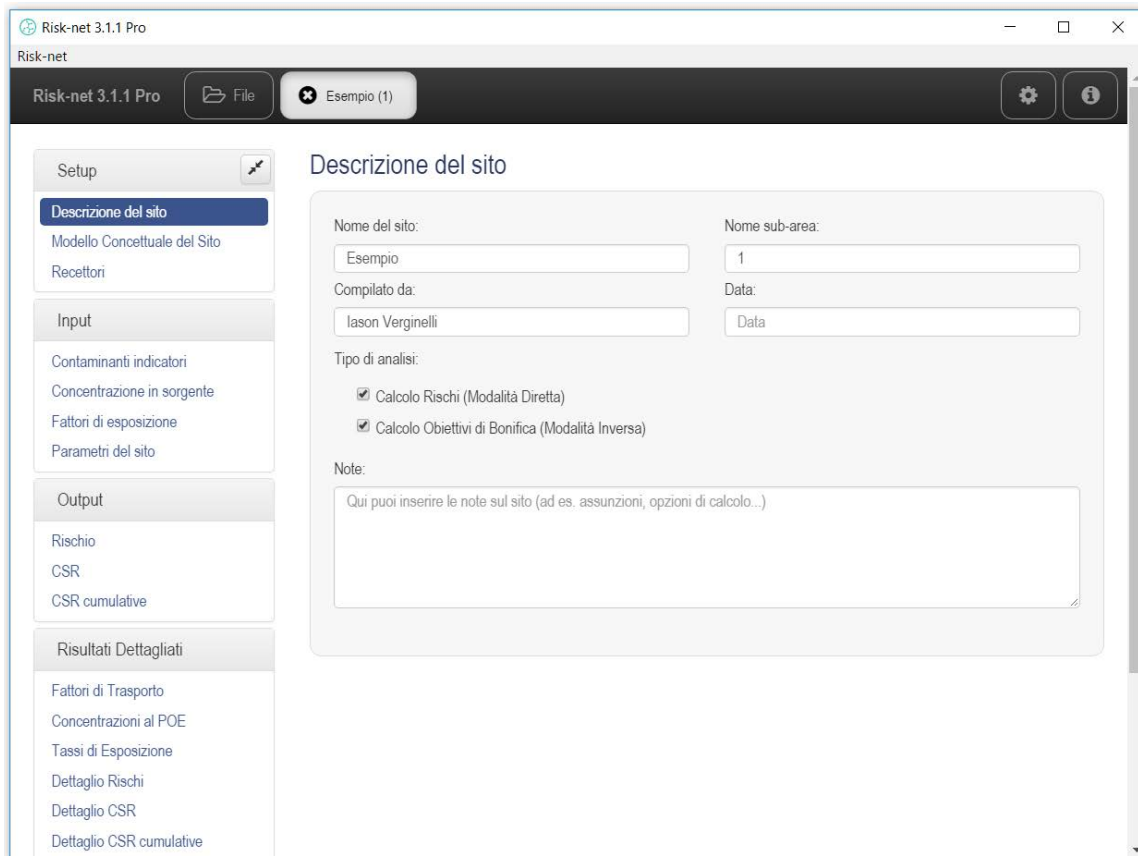 Risk-net 3.1.1 Pro
Risk-net
Risk-net 3.1.1 Pro
File
Esempio (1)
Setup
Descrizione del sito
Modello Concettuale del Sito
Recettori
Input
Contaminanti indicatori
Concentrazione in sorgente
Fattori di esposizione
Parametri del sito
Output
Rischio
CSR
CSR cumulative
Risultati Dettagliati
Fattori di Trasporto
Concentrazioni al POE
Tassi di Esposizione
Dettaglio Rischi
Dettaglio CSR
Dettaglio CSR cumulative
Descrizione del sito
Nome del sito:
Esempio
Nome sub-area:
1
Compilato da:
Iason Verginelli
Data:
Data
Tipo di analisi:
Calcolo Rischi (Modalità Diretta)
Calcolo Obiettivi di Bonifica (Modalità Inversa)
Note:
Qui puoi inserire le note sul sito (ad es. assunzioni, opzioni di calcolo...)